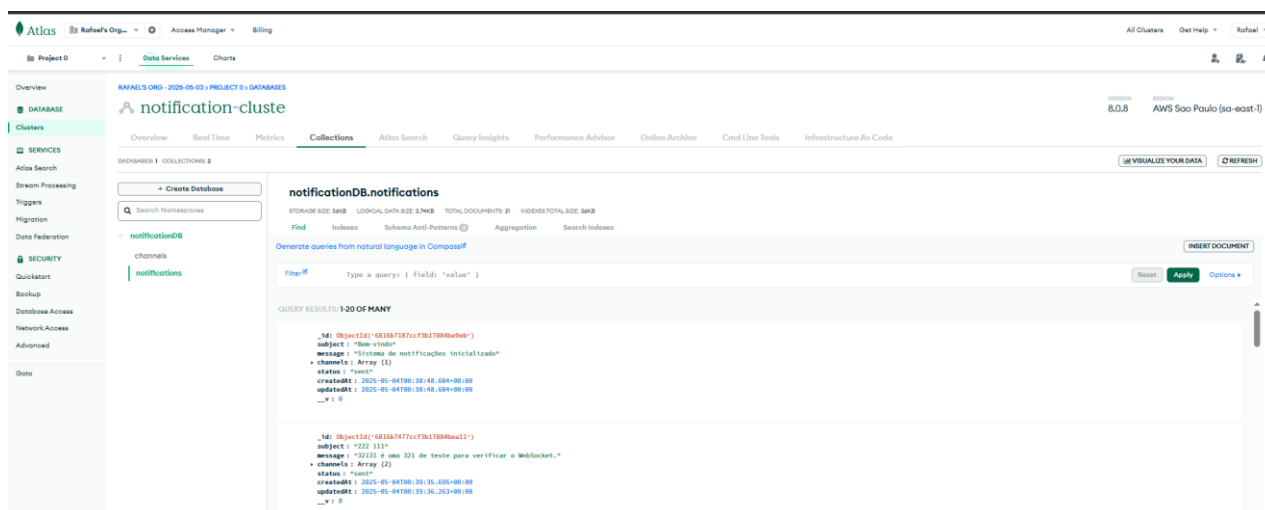 Atlas Rafael's Org... Access Manager Billing All Clusters Get Help Rafael
Project 0 Data Services Charts
Overview
DATABASE
Clusters
SERVICES
Atlas Search
Stream Processing
Triggers
Migration
Data Federation
SECURITY
Quickstart
Backup
Database Access
Network Access
Advanced
Goto
RAFAEL'S ORG - 2025-05-03 > PROJECT 0 > DATABASES
notification-cluste
VERSION REGION
8.0.8 AWS Sao Paulo (sa-east-1)
Overview Real Time Metrics Collections Atlas Search Query Insights Performance Advisor Online Archive Cmd Line Tools Infrastructure As Code
DATABASES: 1 COLLECTIONS: 2 VISUALIZE YOUR DATA REFRESH
+ Create Database
Search Namespaces
notificationDB
channels
notifications
notificationDB.notifications
STORAGE SIZE: 36KB LOGICAL DATA SIZE: 3.74KB TOTAL DOCUMENTS: 21 INDEXES TOTAL SIZE: 36KB
Find Indexes Schema Anti-Patterns Aggregation Search Indexes
Generate queries from natural language in Compass INSERT DOCUMENT
Filter Type a query: { field: 'value' } Reset Apply Options
QUERY RESULTS: 1-20 OF MANY
_id: ObjectId('6816b7187ccf3b17884be9eb')
subject : "Bem-vindo"
message : "Sistema de notificações inicializado"
channels : Array (1)
status : "sent"
createdAt : 2025-05-04T00:38:48.604+00:00
updatedAt : 2025-05-04T00:38:48.604+00:00
__v : 0
_id: ObjectId('6816b7477ccf3b17884bea11')
subject : "222 111"
message : "32131 é uma 321 de teste para verificar o WebSocket."
channels : Array (2)
status : "sent"
createdAt : 2025-05-04T00:39:35.695+00:00
updatedAt : 2025-05-04T00:39:36.263+00:00
__v : 0